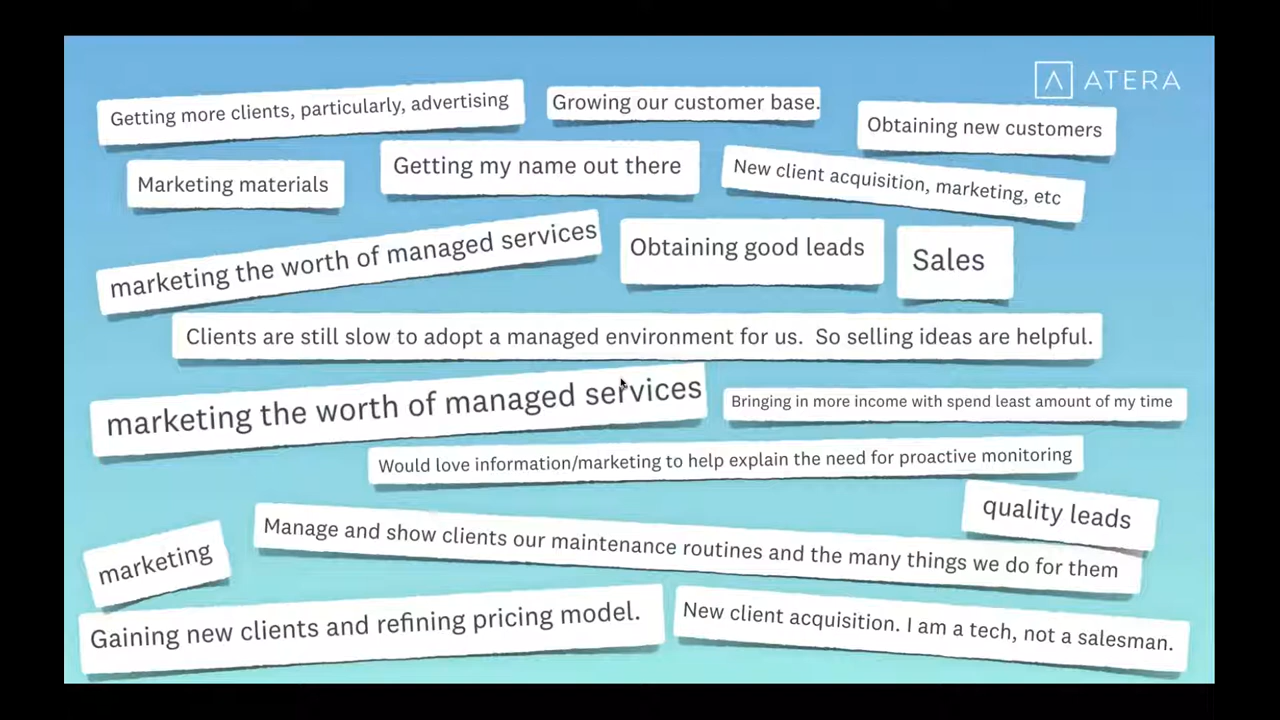 ATERA
Getting more clients, particularly, advertising
Growing our customer base.
Obtaining new customers
Marketing materials
Getting my name out there
New client acquisition, marketing, etc
marketing the worth of managed services
Obtaining good leads
Sales
Clients are still slow to adopt a managed environment for us. So selling ideas are helpful.
marketing the worth of managed services
Bringing in more income with spend least amount of my time
Would love information/marketing to help explain the need for proactive monitoring
quality leads
marketing
Manage and show clients our maintenance routines and the many things we do for them
Gaining new clients and refining pricing model.
New client acquisition. I am a tech, not a salesman.